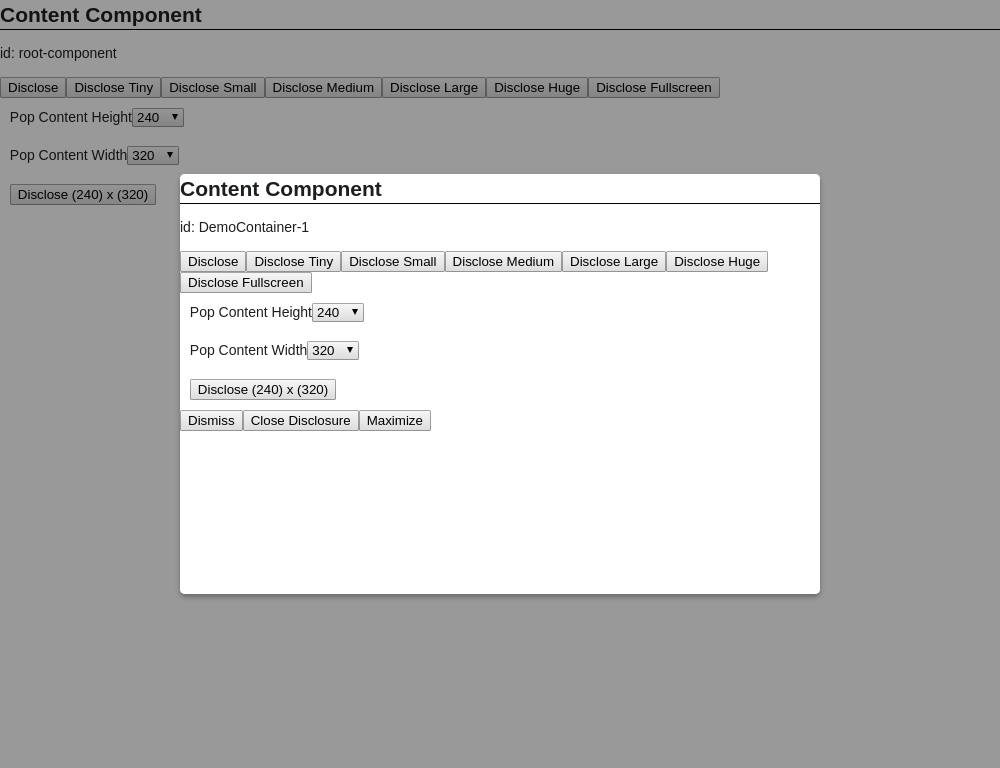 Content Component
id: root-component
Disclose Disclose Tiny Disclose Small Disclose Medium Disclose Large Disclose Huge Disclose Fullscreen
Pop Content Height 240
Pop Content Width 320
Disclose (240) x (320)
Content Component
id: DemoContainer-1
Disclose Disclose Tiny Disclose Small Disclose Medium Disclose Large Disclose Huge
Disclose Fullscreen
Pop Content Height 240
Pop Content Width 320
Disclose (240) x (320)
Dismiss Close Disclosure Maximize